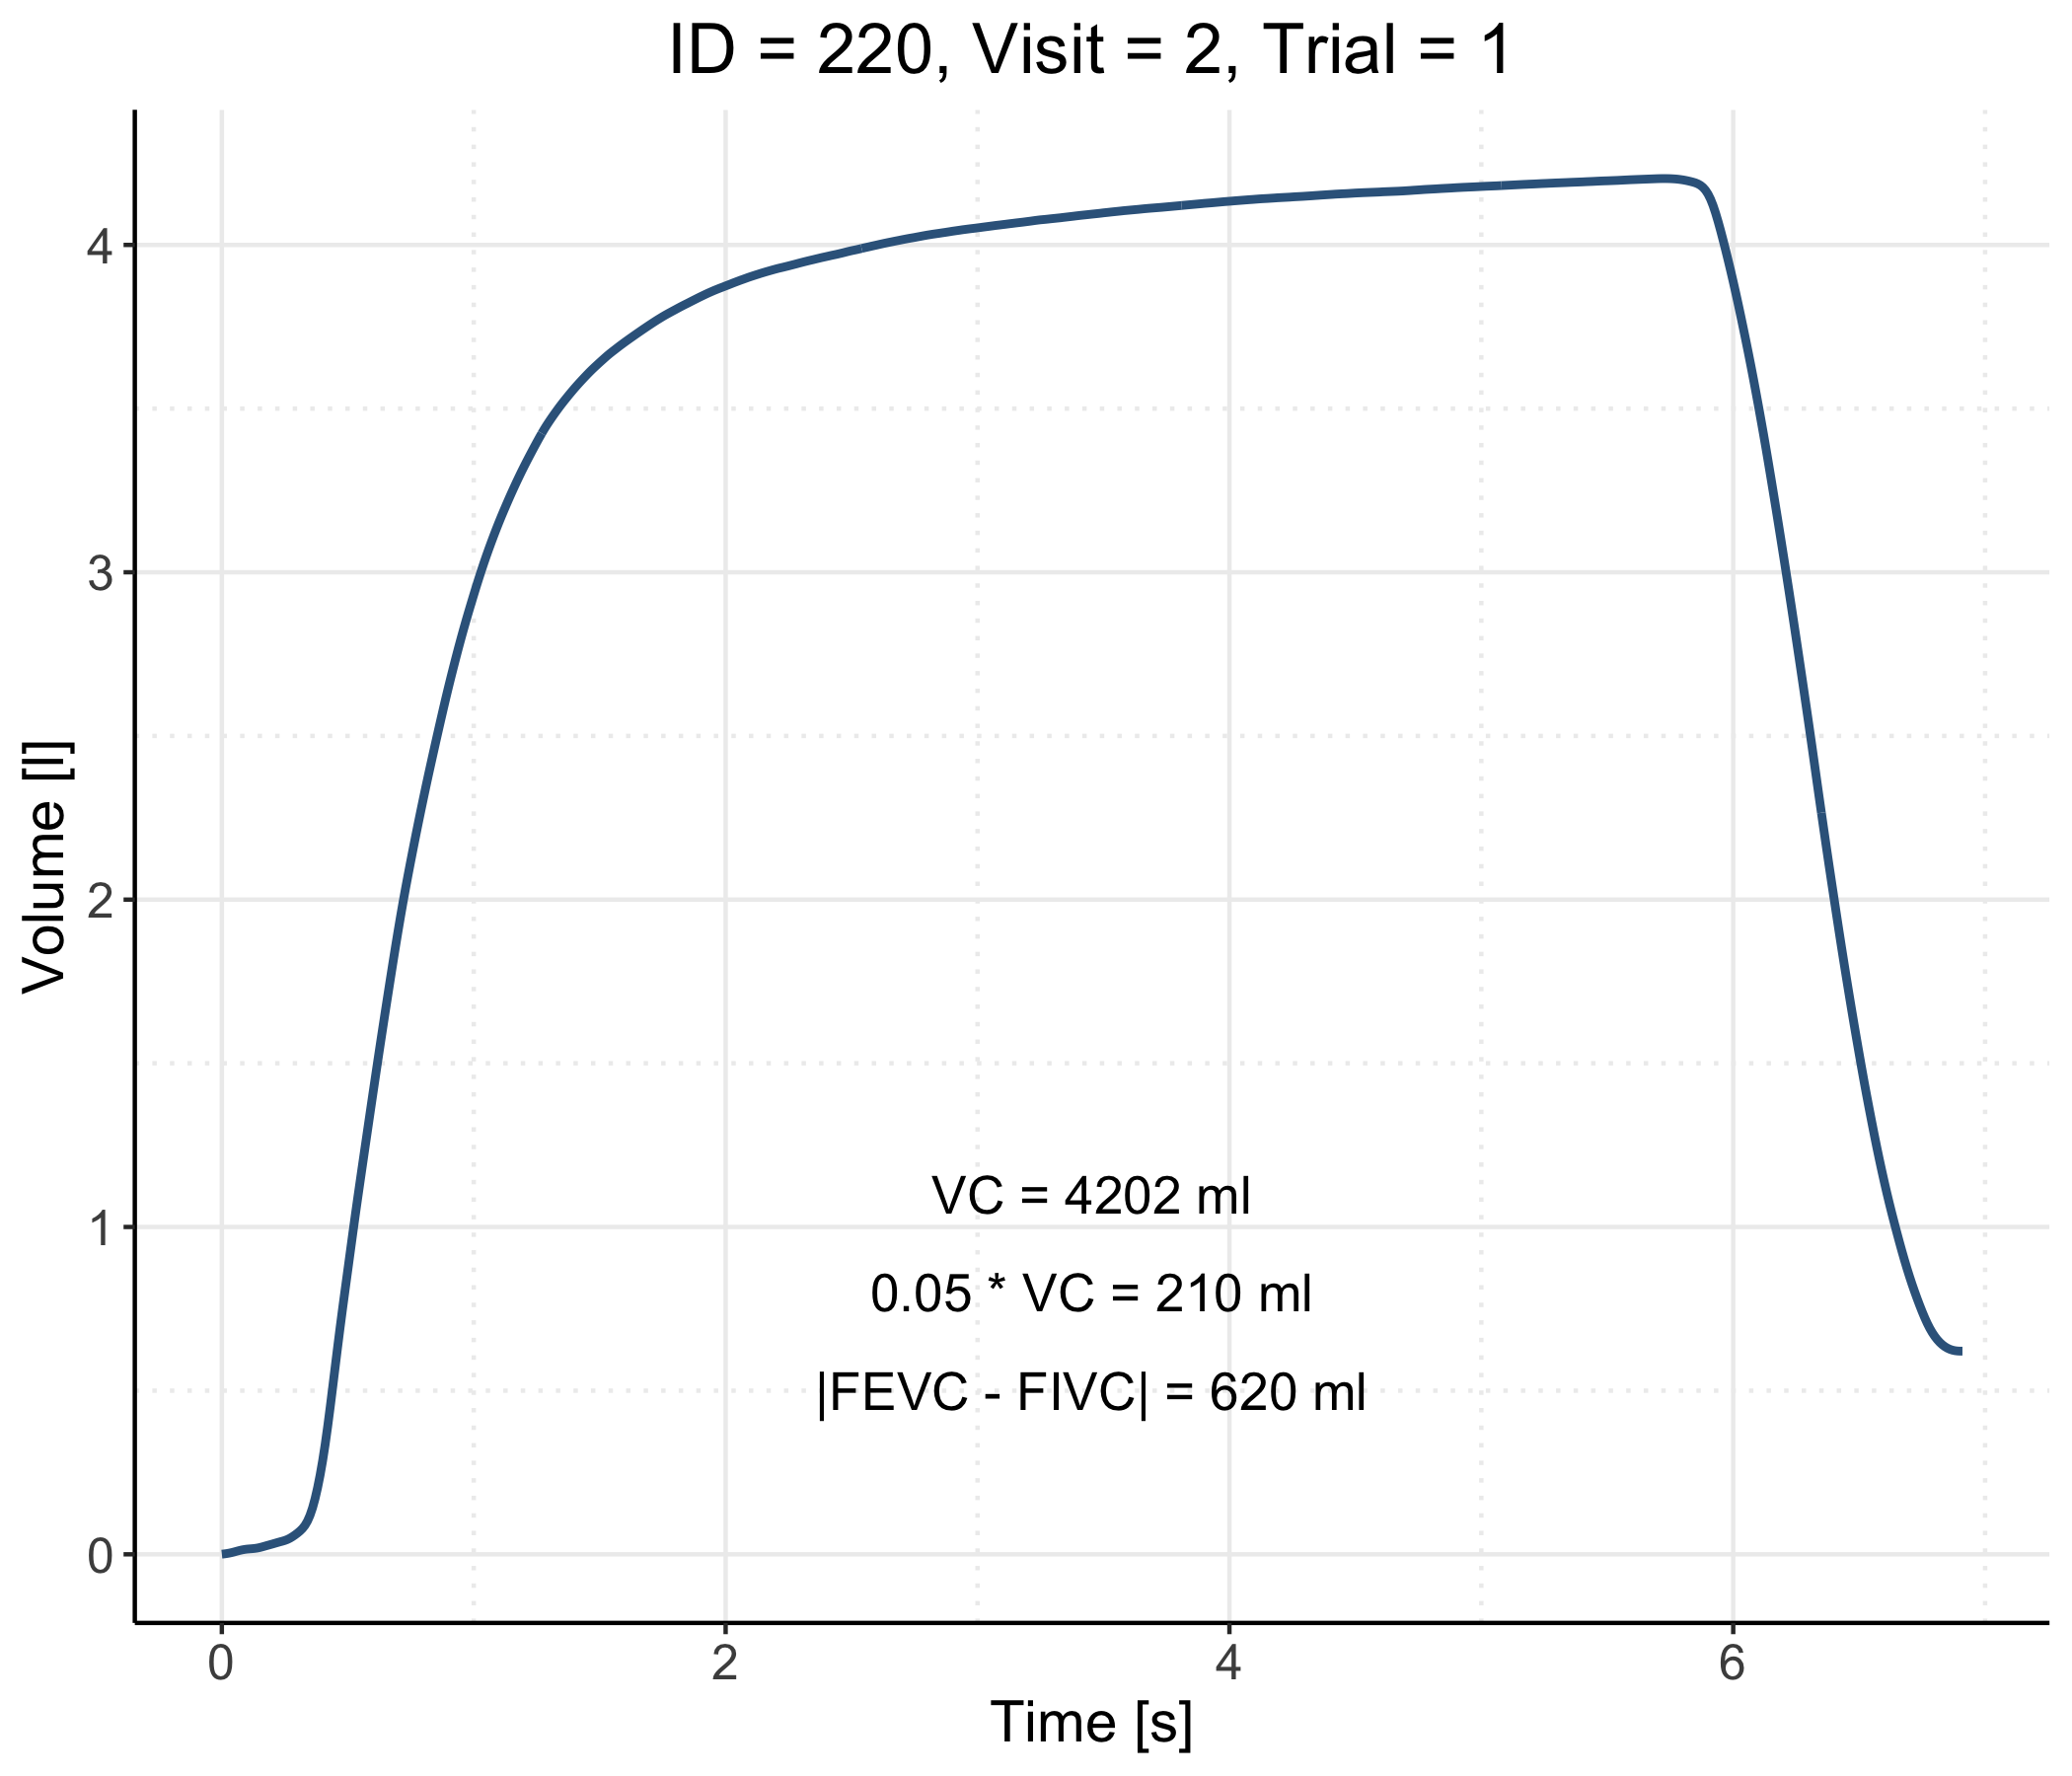 ID = 220, Visit = 2, Trial = 1
Volume [l]
4
3
2
1
0
VC = 4202 ml
0.05 * VC = 210 ml
|FEVC - FIVC| = 620 ml
0 2 4 6
Time [s]